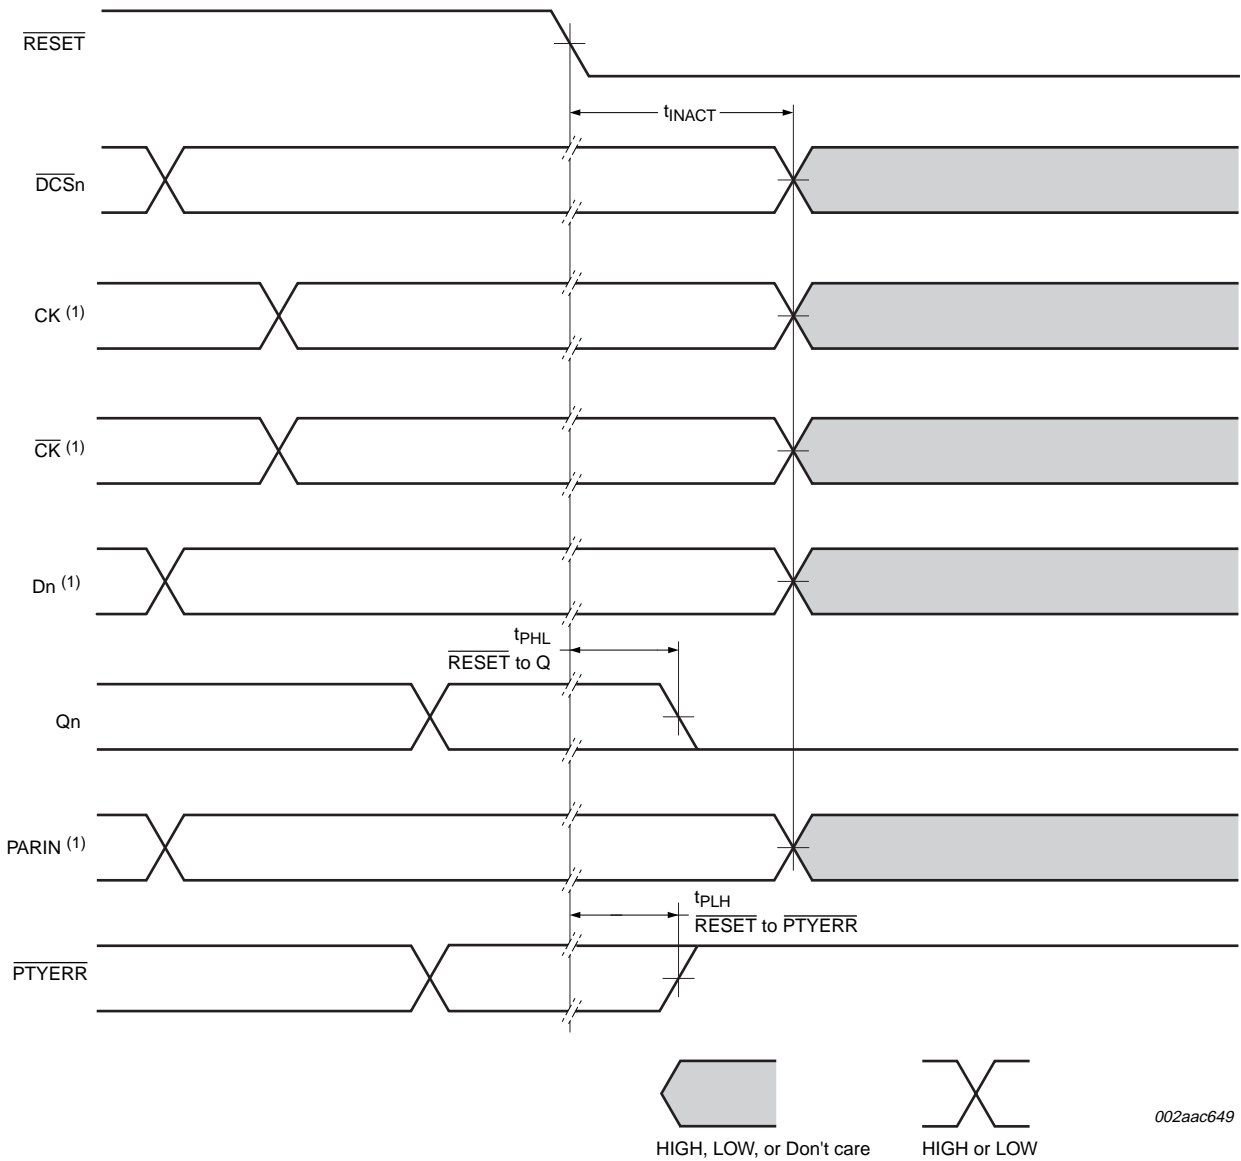 RESET
tINACT
DCSn
CK (1)
CK (1)
Dn (1)
tPHL
RESET to Q
Qn
PARIN (1)
tPLH
RESET to PTYERR
PTYERR
HIGH, LOW, or Don't care
HIGH or LOW
002aac649